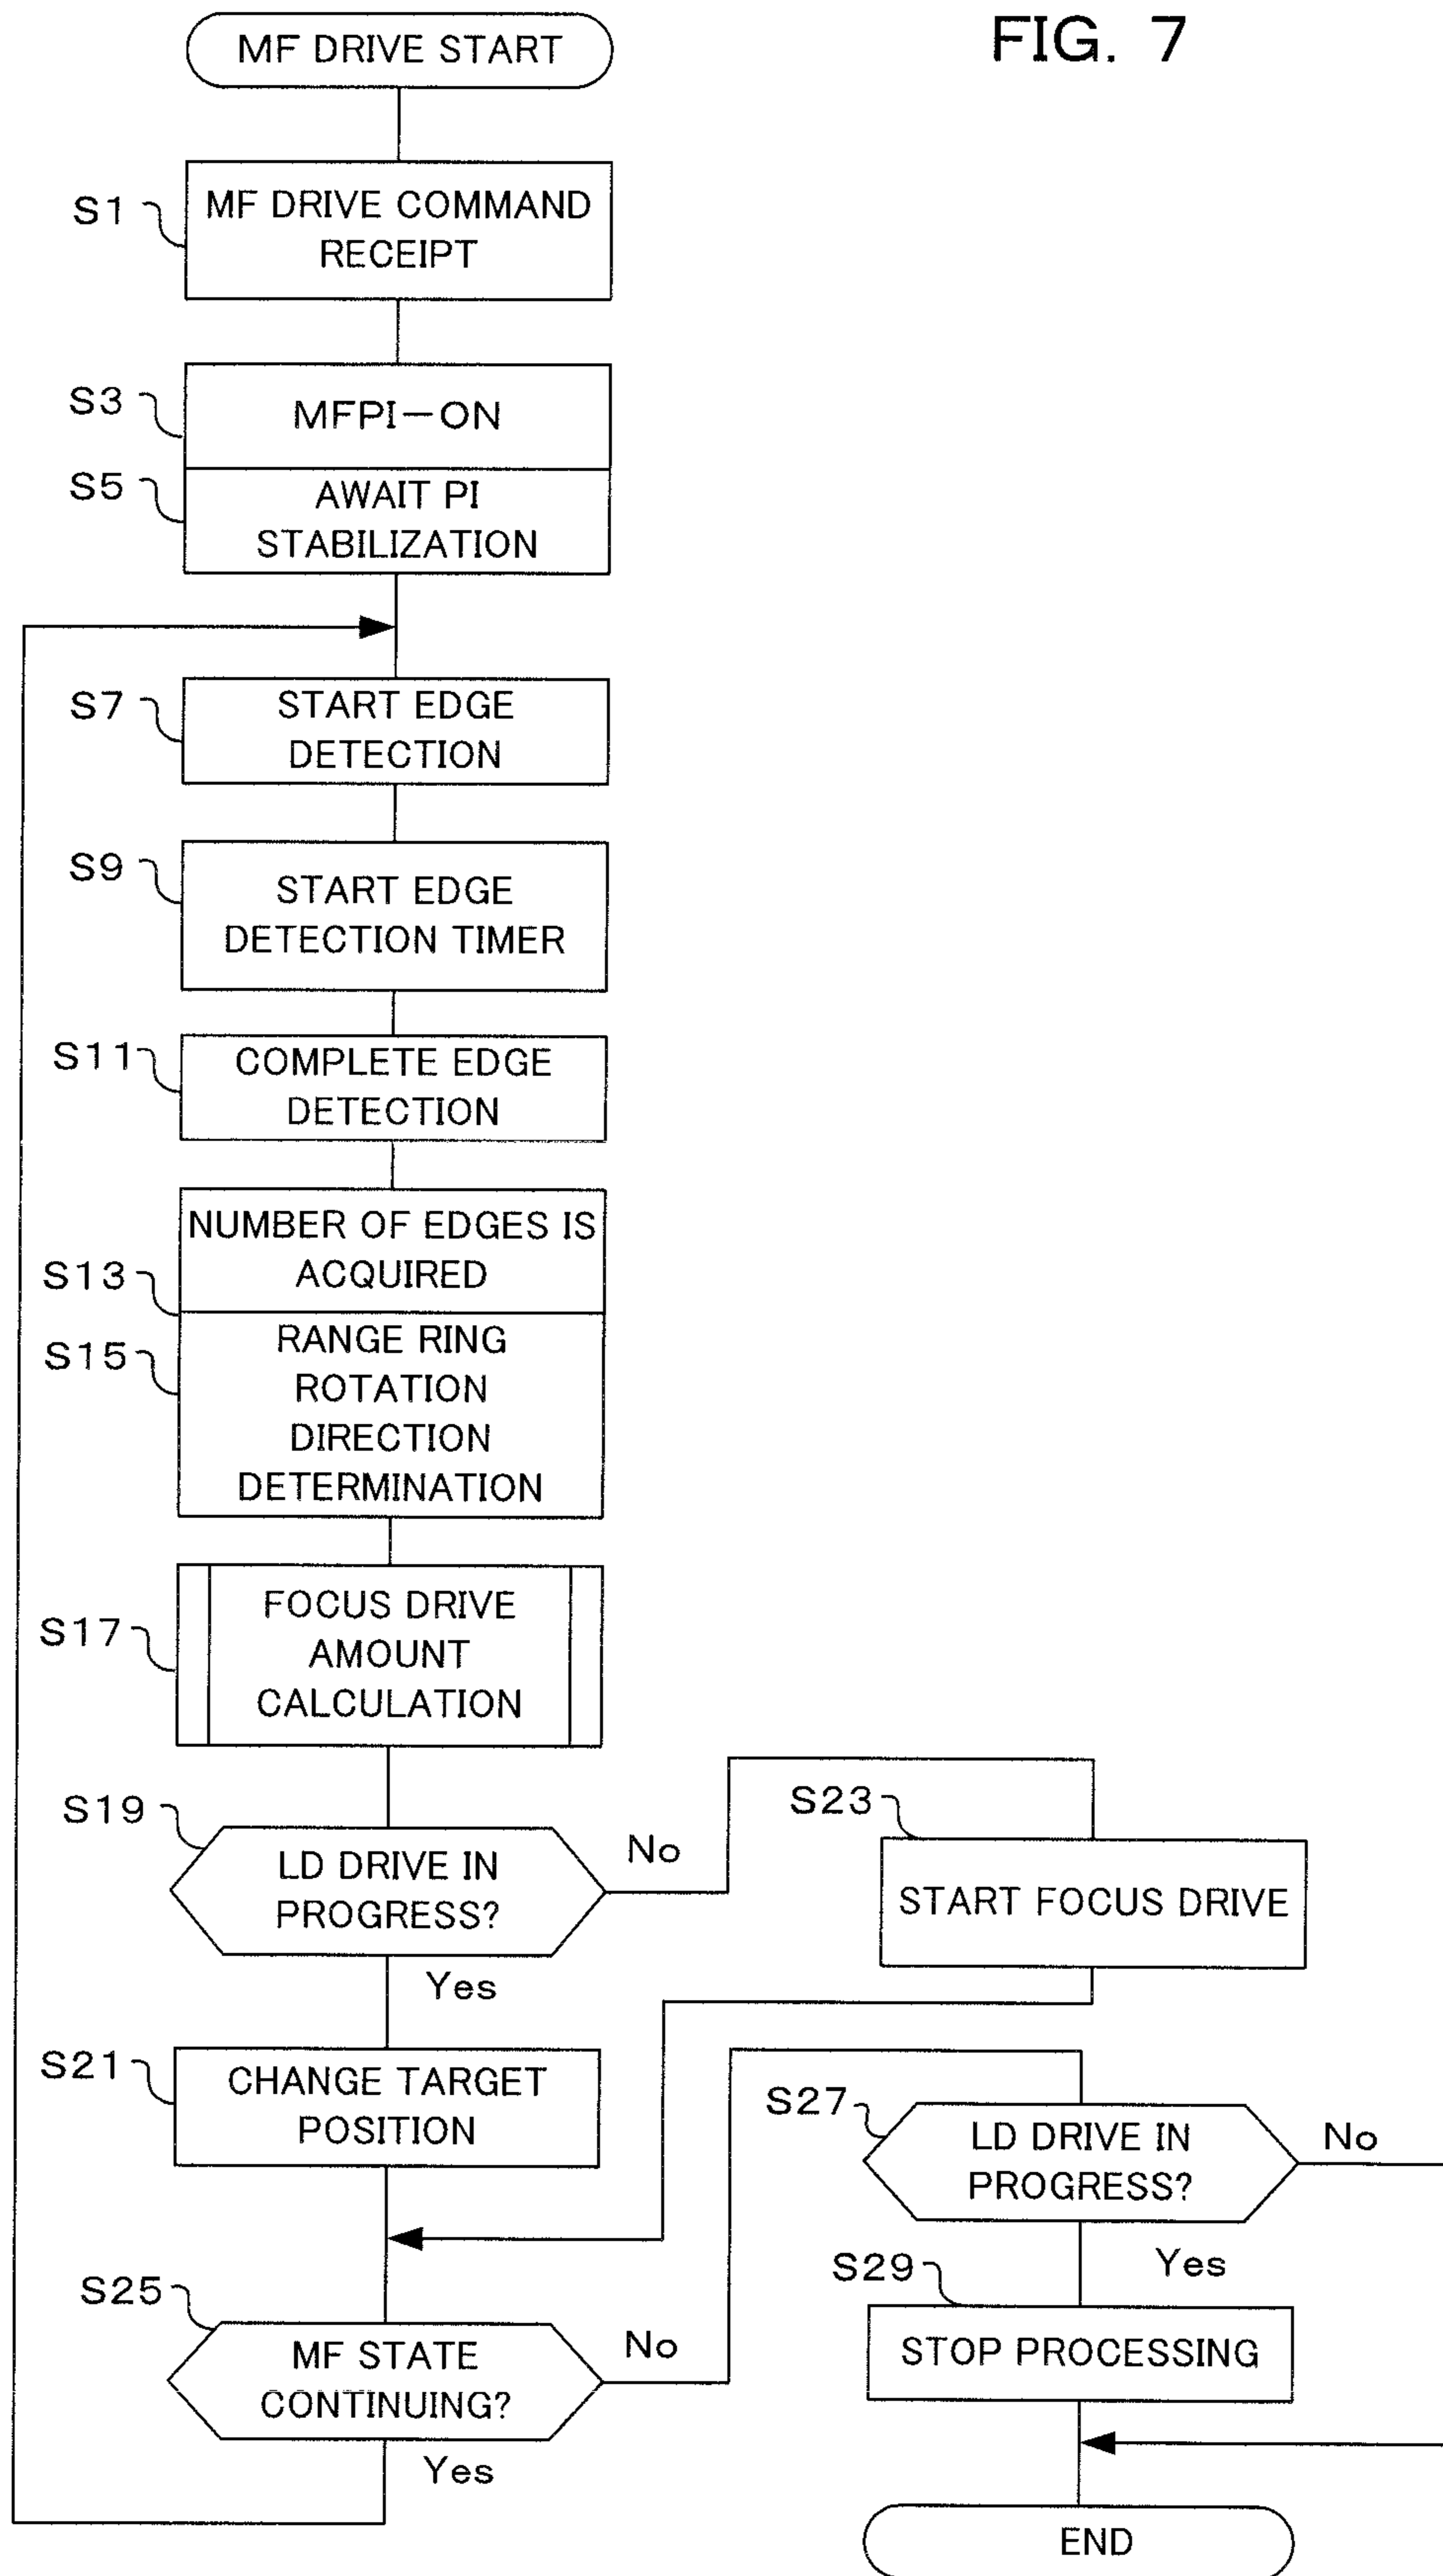 FIG. 7
MF DRIVE START
S1
MF DRIVE COMMAND
RECEIPT
S3
MFPI-ON
S5
AWAIT PI
STABILIZATION
S7
START EDGE
DETECTION
S9
START EDGE
DETECTION TIMER
S11
COMPLETE EDGE
DETECTION
NUMBER OF EDGES IS
ACQUIRED
S13
S15
RANGE RING
ROTATION
DIRECTION
DETERMINATION
S17
FOCUS DRIVE
AMOUNT
CALCULATION
S19
LD DRIVE IN
PROGRESS?
No
Yes
S23
START FOCUS DRIVE
S21
CHANGE TARGET
POSITION
S25
MF STATE
CONTINUING?
No
Yes
S27
LD DRIVE IN
PROGRESS?
No
Yes
S29
STOP PROCESSING
END